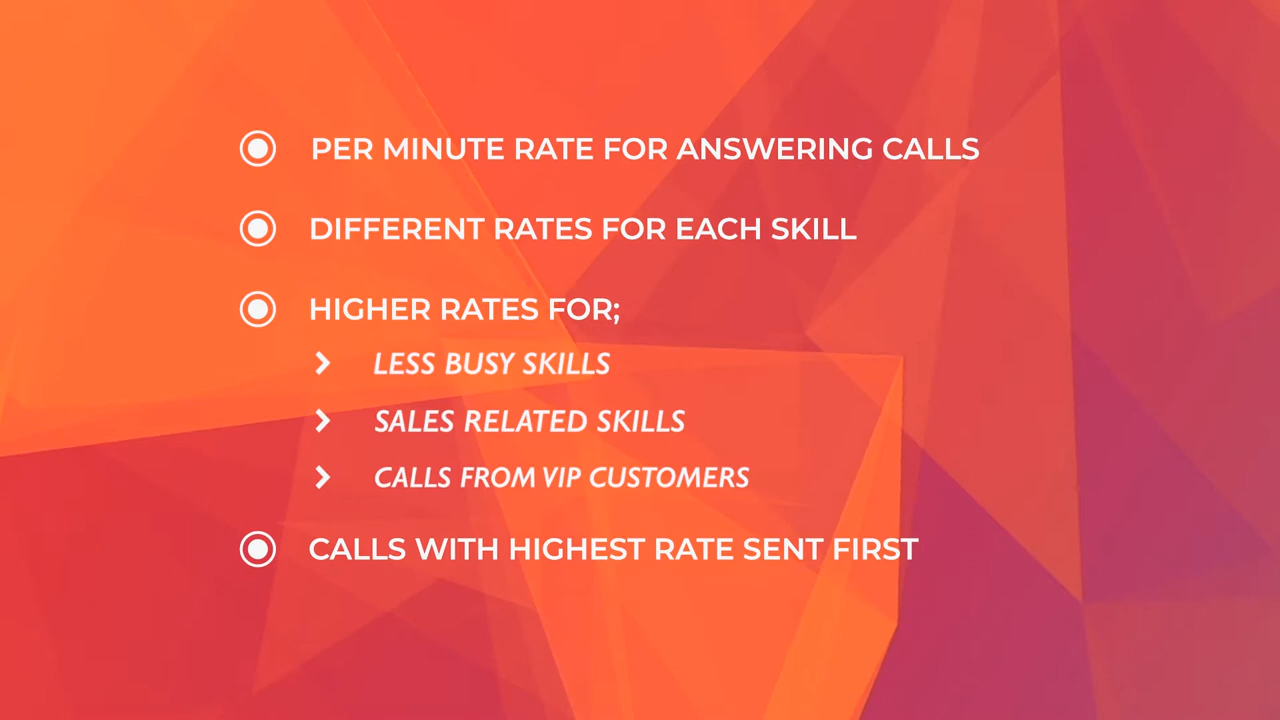 PER MINUTE RATE FOR ANSWERING CALLS
DIFFERENT RATES FOR EACH SKILL
HIGHER RATES FOR;
LESS BUSY SKILLS
SALES RELATED SKILLS
CALLS FROM VIP CUSTOMERS
CALLS WITH HIGHEST RATE SENT FIRST